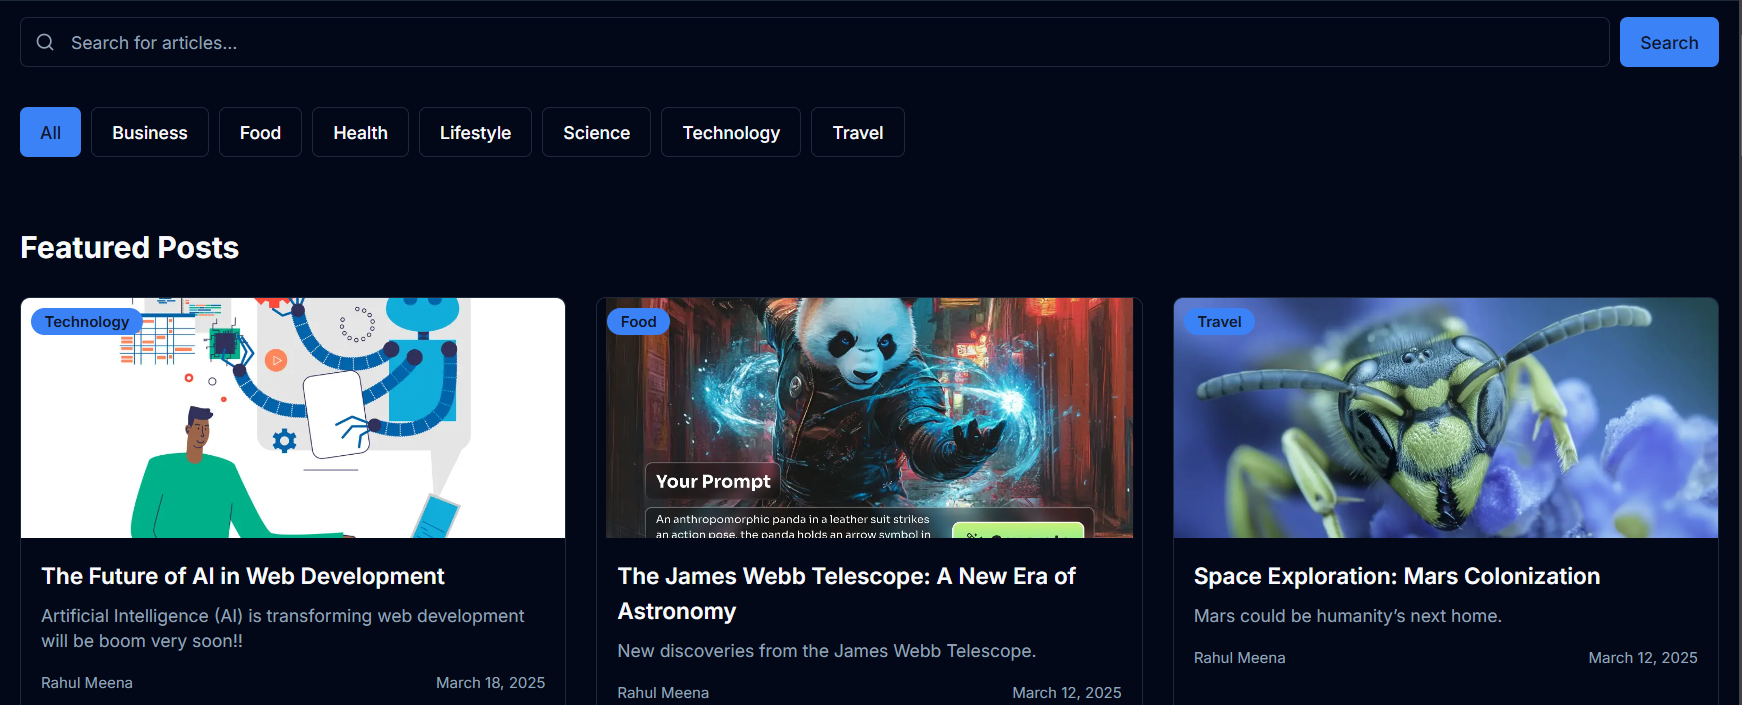 Search for articles...
Search
All
Business
Food
Health
Lifestyle
Science
Technology
Travel
Featured Posts
Technology
The Future of AI in Web Development
Artificial Intelligence (AI) is transforming web development
will be boom very soon!!
Rahul Meena
March 18, 2025
Food
Your Prompt
An anthropomorphic panda in a leather suit strikes
an action pose, the panda holds an arrow symbol in
The James Webb Telescope: A New Era of
Astronomy
New discoveries from the James Webb Telescope.
Rahul Meena
March 12, 2025
Travel
Space Exploration: Mars Colonization
Mars could be humanity’s next home.
Rahul Meena
March 12, 2025